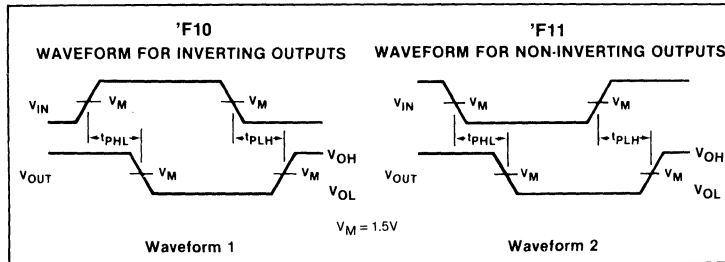 'F10
WAVEFORM FOR INVERTING OUTPUTS
VIN
VM
VM
tPHL
tPLH
VOUT
VM
VM
VOH
VOL
Waveform 1
VM = 1.5V
'F11
WAVEFORM FOR NON-INVERTING OUTPUTS
VIN
VM
VM
tPHL
tPLH
VOUT
VM
VM
VOH
VOL
Waveform 2